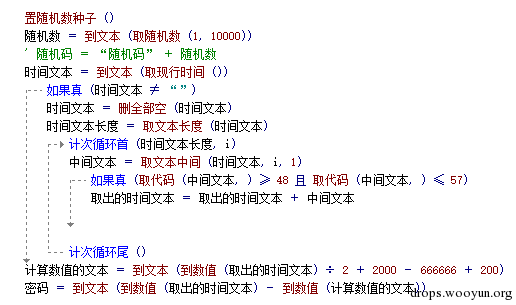 置随机数种子 ()
随机数 = 到文本 (取随机数 (1, 10000))
' 随机码 = “随机码” + 随机数
时间文本 = 到文本 (取现行时间 ())
如果真 (时间文本 ≠ “”)
时间文本 = 删全部空 (时间文本)
时间文本长度 = 取文本长度 (时间文本)
计次循环首 (时间文本长度, i)
中间文本 = 取文本中间 (时间文本, i, 1)
如果真 (取代码 (中间文本, ) ≥ 48 且 取代码 (中间文本, ) ≤ 57)
取出的时间文本 = 取出的时间文本 + 中间文本
计次循环尾 ()
计算数值的文本 = 到文本 (到数值 (取出的时间文本) ÷ 2 + 2000 - 666666 + 200)
密码 = 到文本 (到数值 (取出的时间文本) - 到数值 (计算数值的文本))
drops.wooyun.org